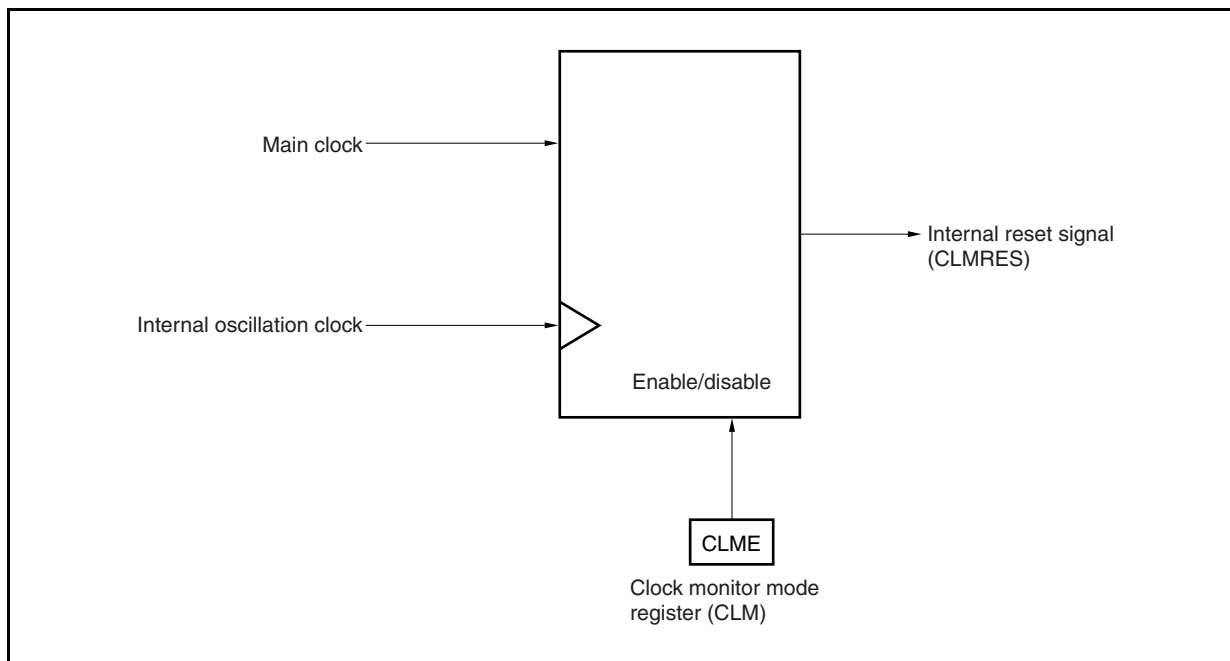 Main clock
Internal reset signal
(CLMRES)
Internal oscillation clock
Enable/disable
CLME
Clock monitor mode
register (CLM)